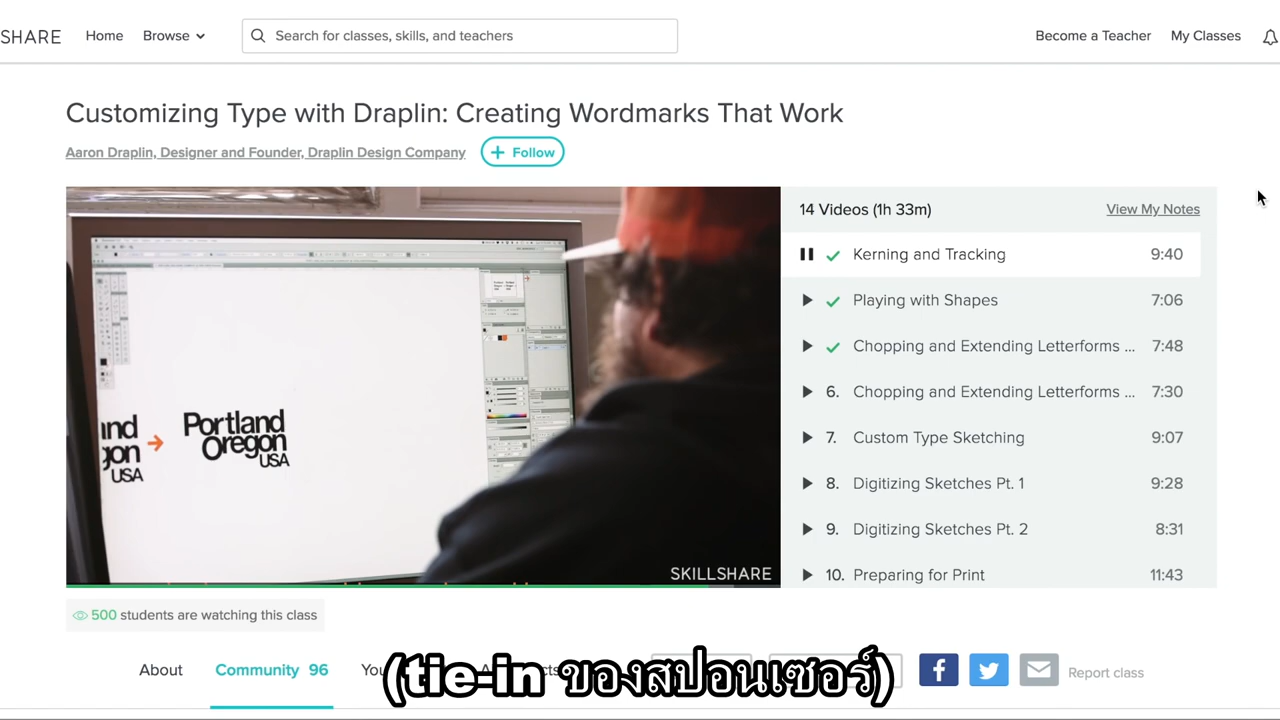 SHARE
Home
Browse
Search for classes, skills, and teachers
Become a Teacher
My Classes
Customizing Type with Draplin: Creating Wordmarks That Work
Aaron Draplin, Designer and Founder, Draplin Design Company
+ Follow
Portland
Oregon
USA
USA
SKILLSHARE
14 Videos (1h 33m)
View My Notes
Kerning and Tracking 9:40
Playing with Shapes 7:06
Chopping and Extending Letterforms ... 7:48
6. Chopping and Extending Letterforms ... 7:30
7. Custom Type Sketching 9:07
8. Digitizing Sketches Pt. 1 9:28
9. Digitizing Sketches Pt. 2 8:31
10. Preparing for Print 11:43
500 students are watching this class
About
Community 96
Report class
(tie-in ของสปอนเซอร์)